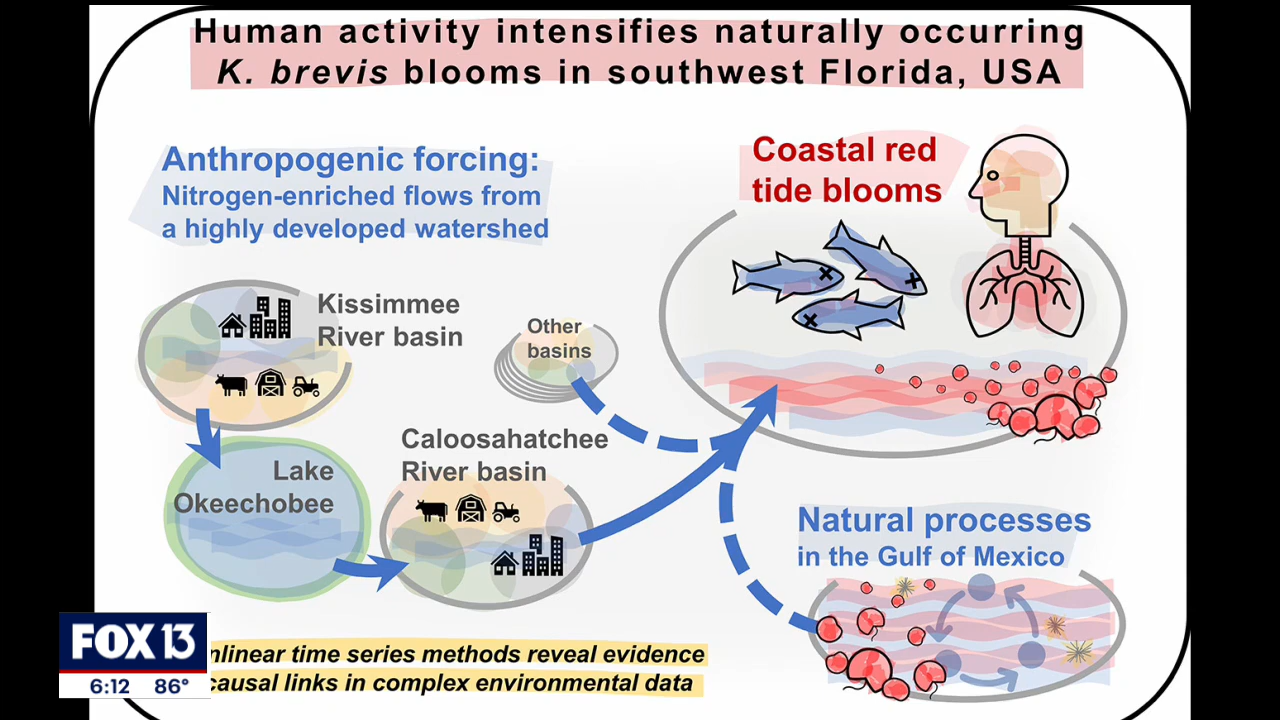 Human activity intensifies naturally occurring
K. brevis blooms in southwest Florida, USA
Anthropogenic forcing:
Nitrogen-enriched flows from
a highly developed watershed
Coastal red
tide blooms
Kissimmee
River basin
Other
basins
Lake
Okeechobee
Caloosahatchee
River basin
Natural processes
in the Gulf of Mexico
nlinear time series methods reveal evidence
causal links in complex environmental data
FOX 13
6:12 86°